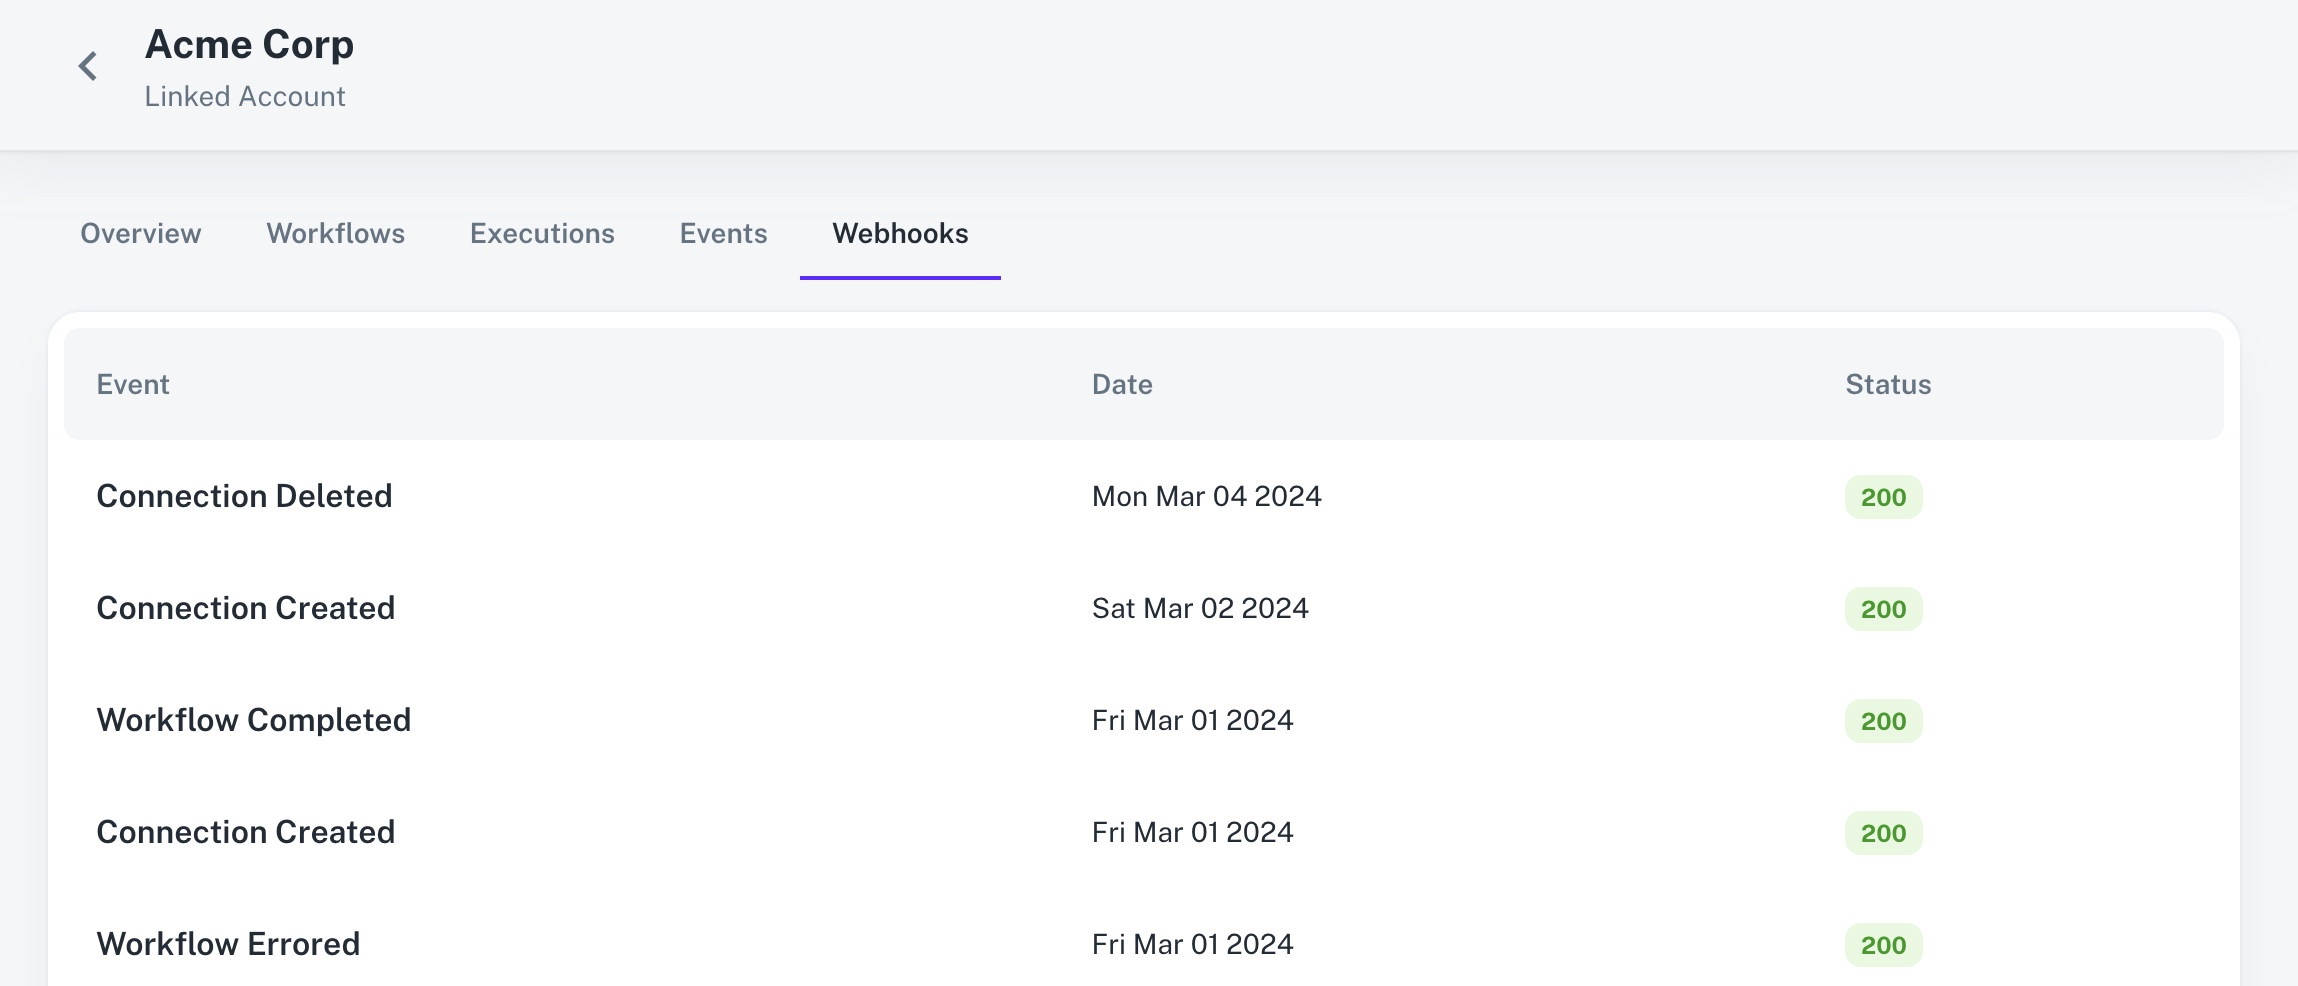 Acme Corp
Linked Account
Overview Workflows Executions Events Webhooks
Event Date Status
Connection Deleted Mon Mar 04 2024 200
Connection Created Sat Mar 02 2024 200
Workflow Completed Fri Mar 01 2024 200
Connection Created Fri Mar 01 2024 200
Workflow Errored Fri Mar 01 2024 200